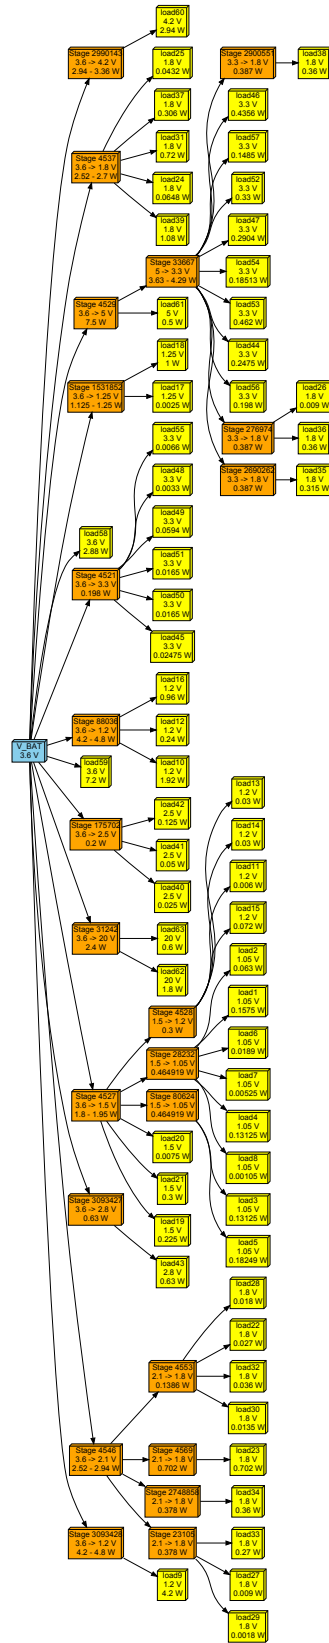 load60
4.2 V
2.94 W
Stage 2990143
3.6 -> 4.2 V
2.94 - 3.36 W
load25
1.8 V
0.0432 W
Stage 2900551
3.3 -> 1.8 V
0.387 W
load38
1.8 V
0.36 W
load37
1.8 V
0.306 W
load46
3.3 V
0.4356 W
load31
1.8 V
0.72 W
load57
3.3 V
0.1485 W
Stage 4537
3.6 -> 1.8 V
2.52 - 2.7 W
load24
1.8 V
0.0648 W
load52
3.3 V
0.33 W
load39
1.8 V
1.08 W
load47
3.3 V
0.2904 W
Stage 33667
5 -> 3.3 V
3.63 - 4.29 W
load54
3.3 V
0.18513 W
Stage 4529
3.6 -> 5 V
7.5 W
load61
5 V
0.5 W
load53
3.3 V
0.462 W
load18
1.25 V
1 W
load44
3.3 V
0.2475 W
Stage 1531852
3.6 -> 1.25 V
1.125 - 1.25 W
load17
1.25 V
0.0025 W
load56
3.3 V
0.198 W
load26
1.8 V
0.009 W
load55
3.3 V
0.0066 W
Stage 276974
3.3 -> 1.8 V
0.387 W
load36
1.8 V
0.36 W
load48
3.3 V
0.0033 W
Stage 2690262
3.3 -> 1.8 V
0.387 W
load35
1.8 V
0.315 W
load49
3.3 V
0.0594 W
load58
3.6 V
2.88 W
load51
3.3 V
0.0165 W
Stage 4521
3.6 -> 3.3 V
0.198 W
load50
3.3 V
0.0165 W
load45
3.3 V
0.02475 W
load16
1.2 V
0.96 W
Stage 88036
3.6 -> 1.2 V
4.2 - 4.8 W
load12
1.2 V
0.24 W
V_BAT
3.6 V
load10
1.2 V
1.92 W
load59
3.6 V
7.2 W
load13
1.2 V
0.03 W
load42
2.5 V
0.125 W
load14
1.2 V
0.03 W
Stage 175702
3.6 -> 2.5 V
0.2 W
load41
2.5 V
0.05 W
load11
1.2 V
0.006 W
load40
2.5 V
0.025 W
load15
1.2 V
0.072 W
Stage 31242
3.6 -> 20 V
2.4 W
load63
20 V
0.6 W
load2
1.05 V
0.063 W
load62
20 V
1.8 W
load1
1.05 V
0.1575 W
Stage 4528
1.5 -> 1.2 V
0.3 W
load6
1.05 V
0.0189 W
Stage 28232
1.5 -> 1.05 V
0.464919 W
load7
1.05 V
0.00525 W
Stage 4527
3.6 -> 1.5 V
1.8 - 1.95 W
Stage 80624
1.5 -> 1.05 V
0.464919 W
load4
1.05 V
0.13125 W
load20
1.5 V
0.0075 W
load8
1.05 V
0.00105 W
load21
1.5 V
0.3 W
load3
1.05 V
0.13125 W
Stage 3093427
3.6 -> 2.8 V
0.63 W
load19
1.5 V
0.225 W
load5
1.05 V
0.18249 W
load43
2.8 V
0.63 W
load28
1.8 V
0.018 W
load22
1.8 V
0.027 W
Stage 4553
2.1 -> 1.8 V
0.1386 W
load32
1.8 V
0.036 W
load30
1.8 V
0.0135 W
Stage 4546
3.6 -> 2.1 V
2.52 - 2.94 W
Stage 4569
2.1 -> 1.8 V
0.702 W
load23
1.8 V
0.702 W
Stage 2748858
2.1 -> 1.8 V
0.378 W
load34
1.8 V
0.36 W
Stage 3093428
3.6 -> 1.2 V
4.2 - 4.8 W
Stage 23105
2.1 -> 1.8 V
0.378 W
load33
1.8 V
0.27 W
load27
1.8 V
0.009 W
load9
1.2 V
4.2 W
load29
1.8 V
0.0018 W